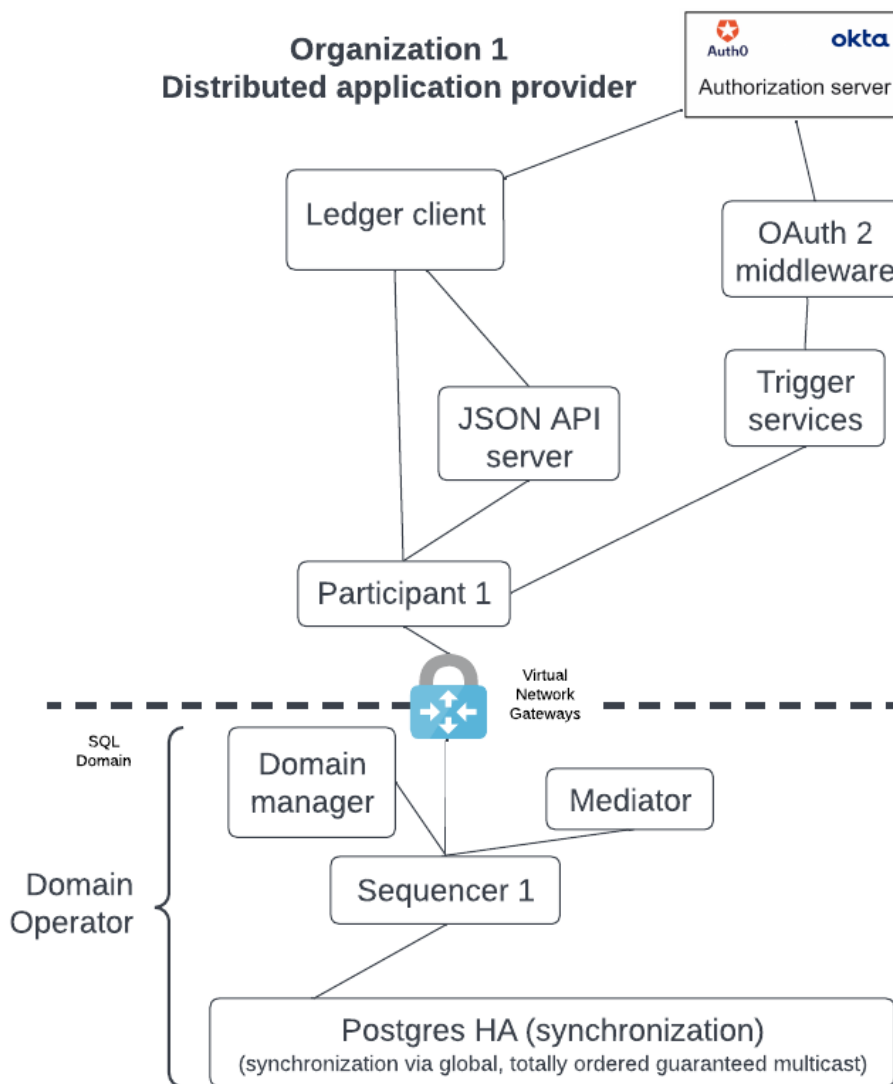 Organization 1
Distributed application provider
Auth0
okta
Authorization server
Ledger client
OAuth 2
middleware
JSON API
server
Trigger
services
Participant 1
Virtual
Network
Gateways
SQL
Domain
Domain
manager
Mediator
Domain
Operator
Sequencer 1
Postgres HA (synchronization)
(synchronization via global, totally ordered guaranteed multicast)